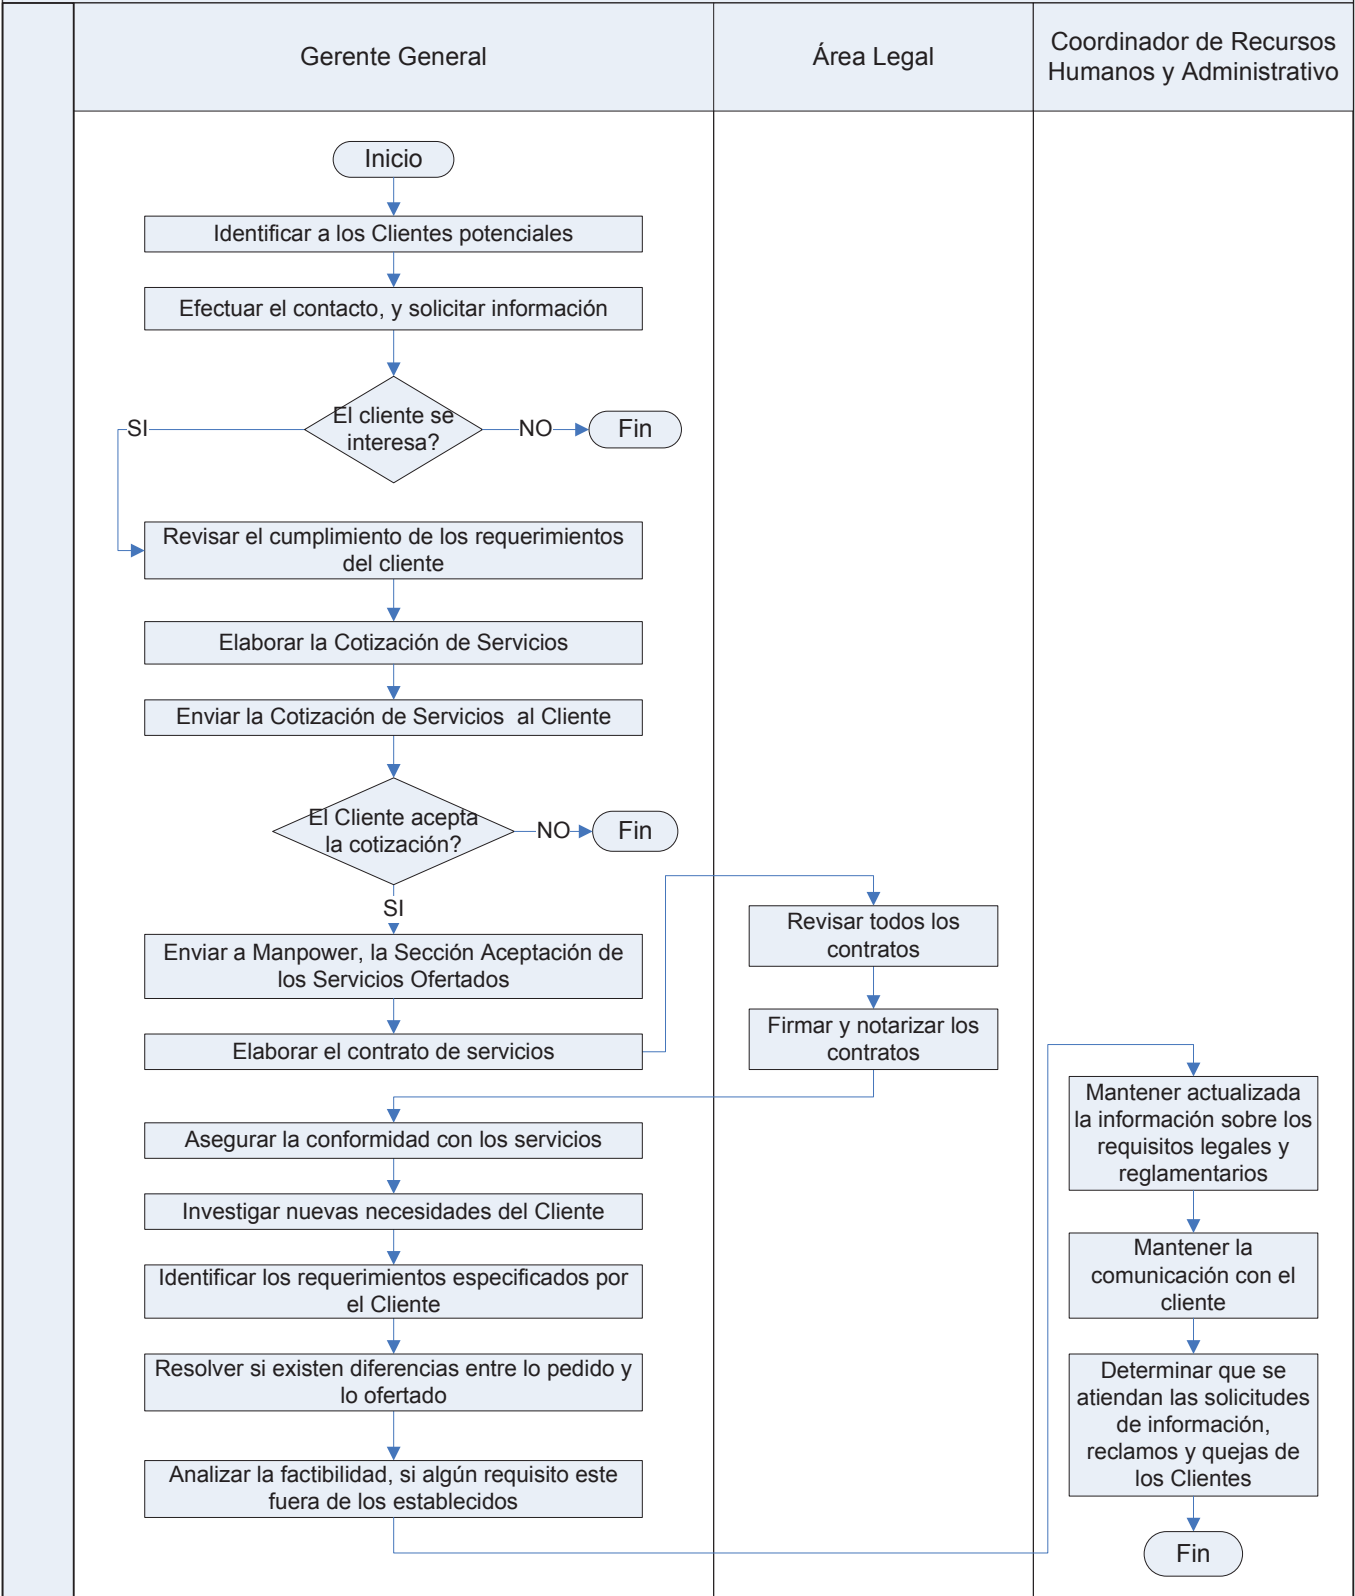 Gerente General
Área Legal
Coordinador de Recursos
Humanos y Administrativo
Inicio
Identificar a los Clientes potenciales
Efectuar el contacto, y solicitar información
El cliente se
interesa?
SI
NO
Fin
Revisar el cumplimiento de los requerimientos
del cliente
Elaborar la Cotización de Servicios
Enviar la Cotización de Servicios al Cliente
El Cliente acepta
la cotización?
NO
Fin
SI
Enviar a Manpower, la Sección Aceptación de
los Servicios Ofertados
Elaborar el contrato de servicios
Revisar todos los
contratos
Firmar y notarizar los
contratos
Asegurar la conformidad con los servicios
Investigar nuevas necesidades del Cliente
Identificar los requerimientos especificados por
el Cliente
Resolver si existen diferencias entre lo pedido y
lo ofertado
Analizar la factibilidad, si algún requisito este
fuera de los establecidos
Mantener actualizada
la información sobre los
requisitos legales y
reglamentarios
Mantener la
comunicación con el
cliente
Determinar que se
atiendan las solicitudes
de información,
reclamos y quejas de
los Clientes
Fin